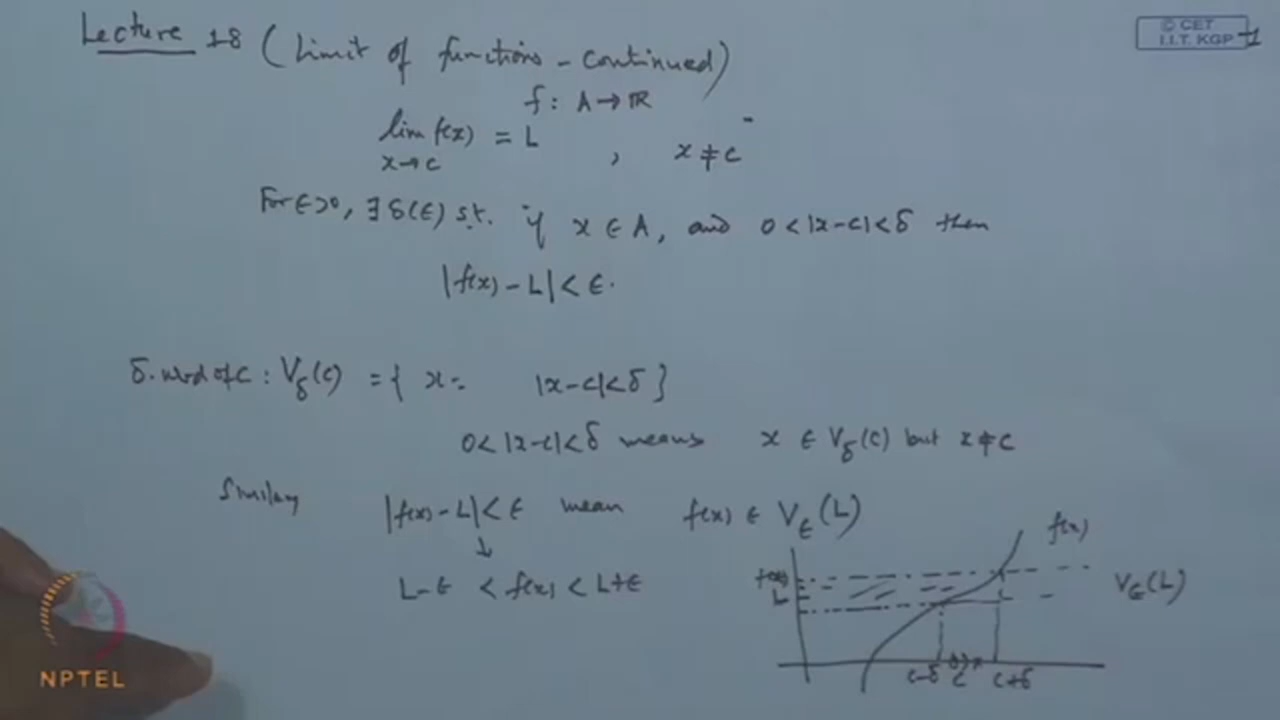 Lecture 18 (Limit of functions - continued)
© CET
I.I.T. KGP
f : A → ℝ
lim f(x) = L , x ≠ c
x → c
For ϵ>0, ∃ δ(ϵ) s.t. if x ∈ A, and 0 < |x-c| < δ then
|f(x) - L| < ϵ.
δ. nbd of c : V_δ(c) = { x : |x-c| < δ }
0 < |x-c| < δ means x ∈ V_δ(c) but x ≠ c
Similarly |f(x) - L| < ϵ mean f(x) ∈ V_ϵ(L)
↓
L-ϵ < f(x) < L+ϵ
f(x)
f(x)
L
V_ϵ(L)
c-δ c x c+δ
NPTEL